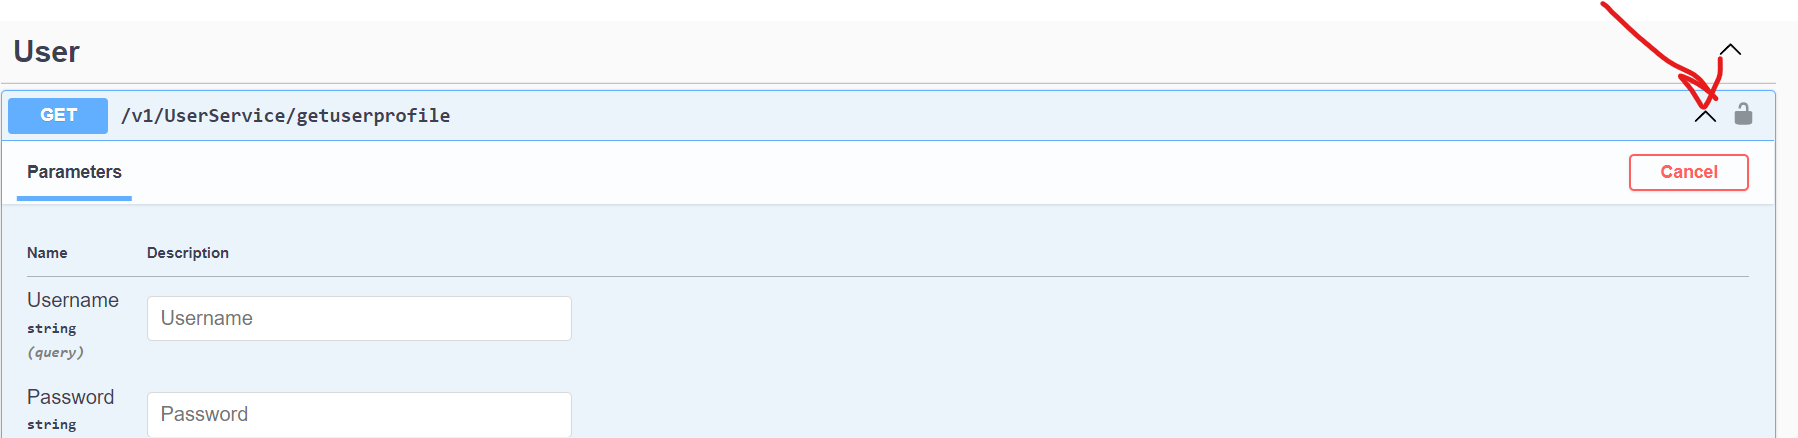 User
GET /v1/UserService/getuserprofile
Parameters Cancel
Name Description
Username Username
string
(query)
Password Password
string